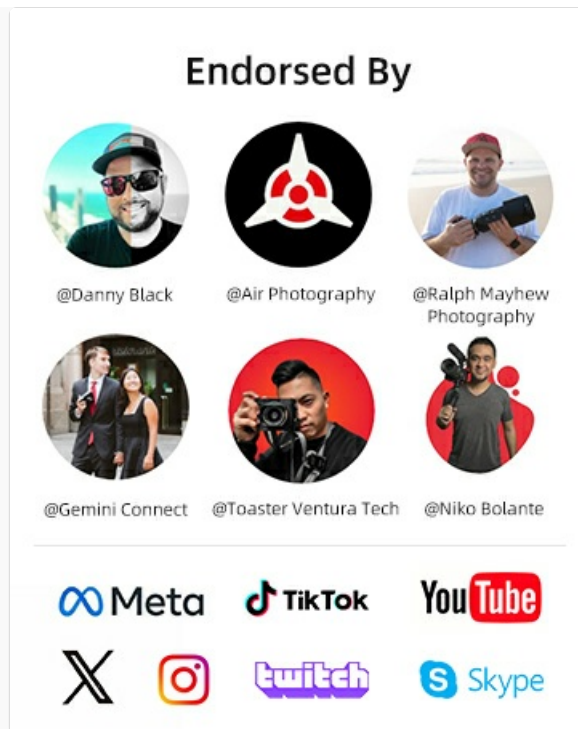 Endorsed By
@Danny Black
@Air Photography
@Ralph Mayhew
Photography
@Gemini Connect
@Toaster Ventura Tech
@Niko Bolante
Meta
TikTok
YouTube
X
twitch
Skype